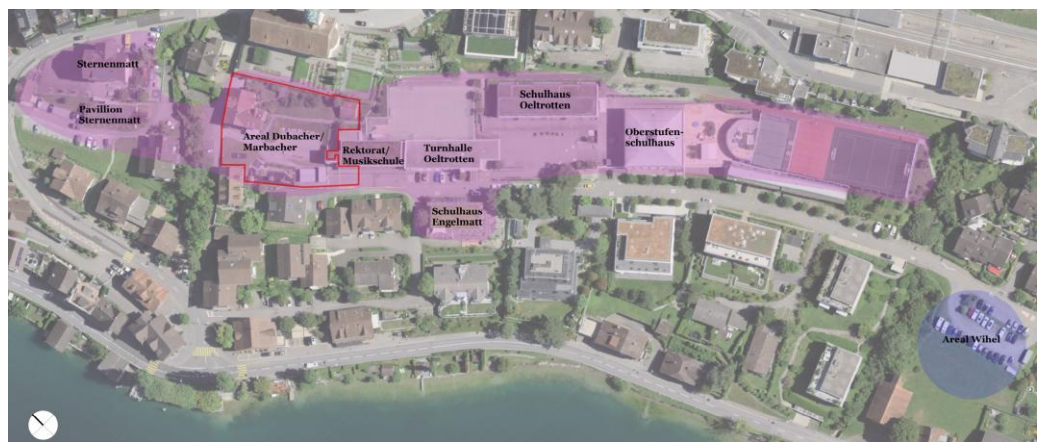 Sternenmatt
Pavillion
Sternenmatt
Areal Dubacher/
Marbacher
Rektorat/
Musikschule
Turnhalle
Oeltrotten
Schulhaus
Oeltrotten
Oberstufen-
schulhaus
Schulhaus
Engelmatt
Areal Wihel